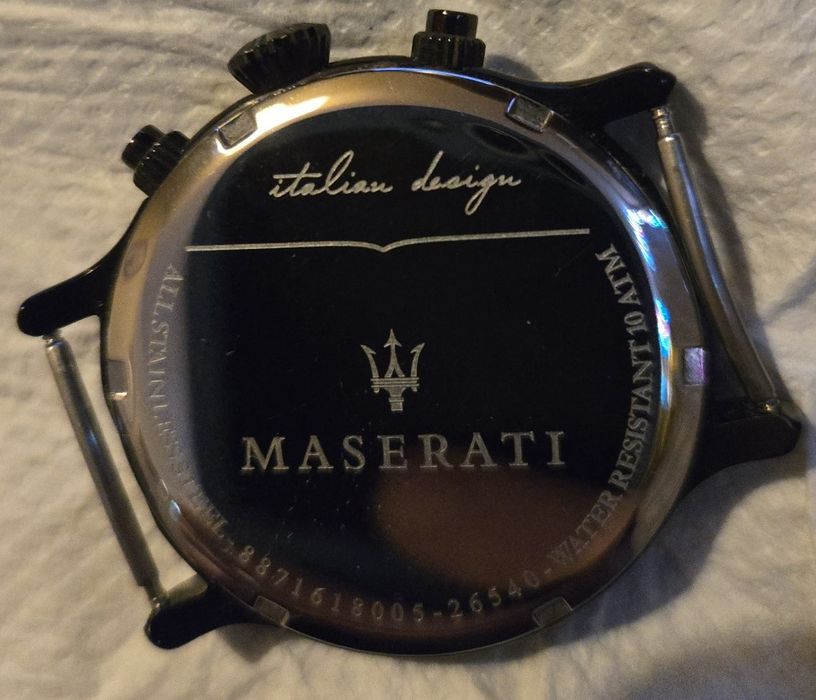 italian design
MASERATI
ALL STAINLESS STEEL - 8871618005 - 26540 - WATER RESISTANT 10 ATM